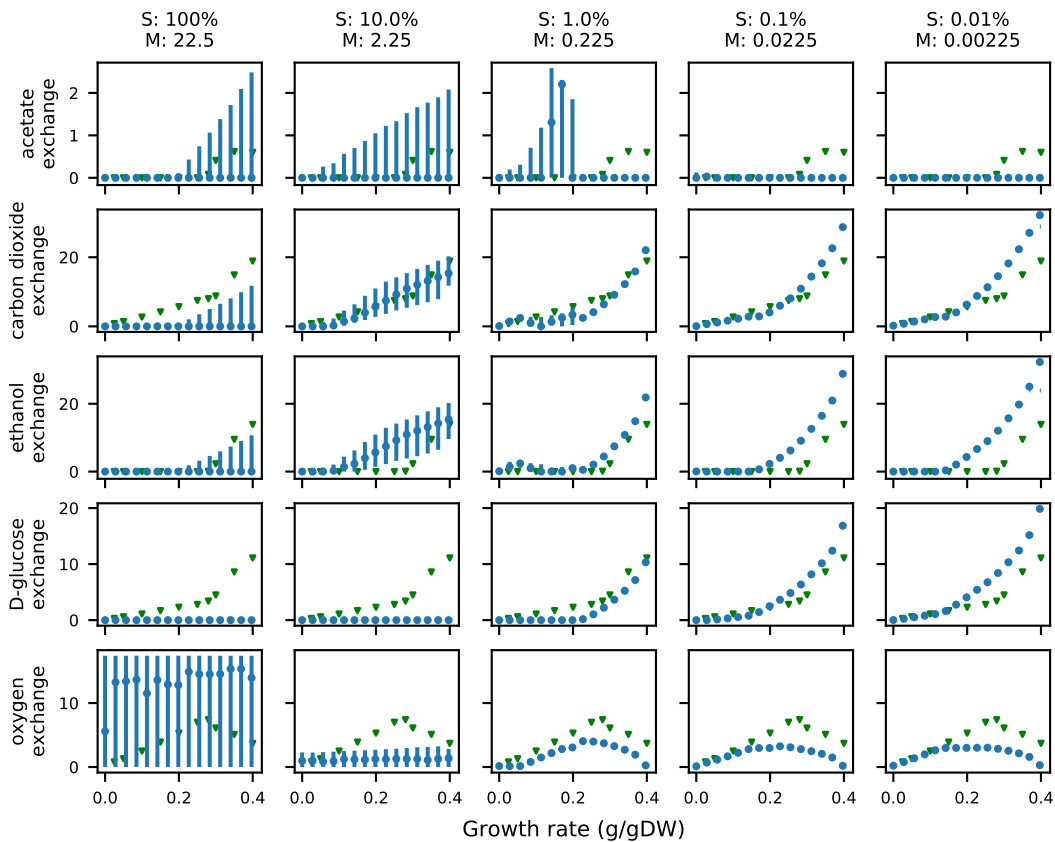 S: 100%
M: 22.5
S: 10.0%
M: 2.25
S: 1.0%
M: 0.225
S: 0.1%
M: 0.0225
S: 0.01%
M: 0.00225
acetate
exchange
2
1
0
carbon dioxide
exchange
20
0
ethanol
exchange
20
0
D-glucose
exchange
20
10
0
oxygen
exchange
10
0
0.0 0.2 0.4
0.0 0.2 0.4
0.0 0.2 0.4
0.0 0.2 0.4
0.0 0.2 0.4
Growth rate (g/gDW)